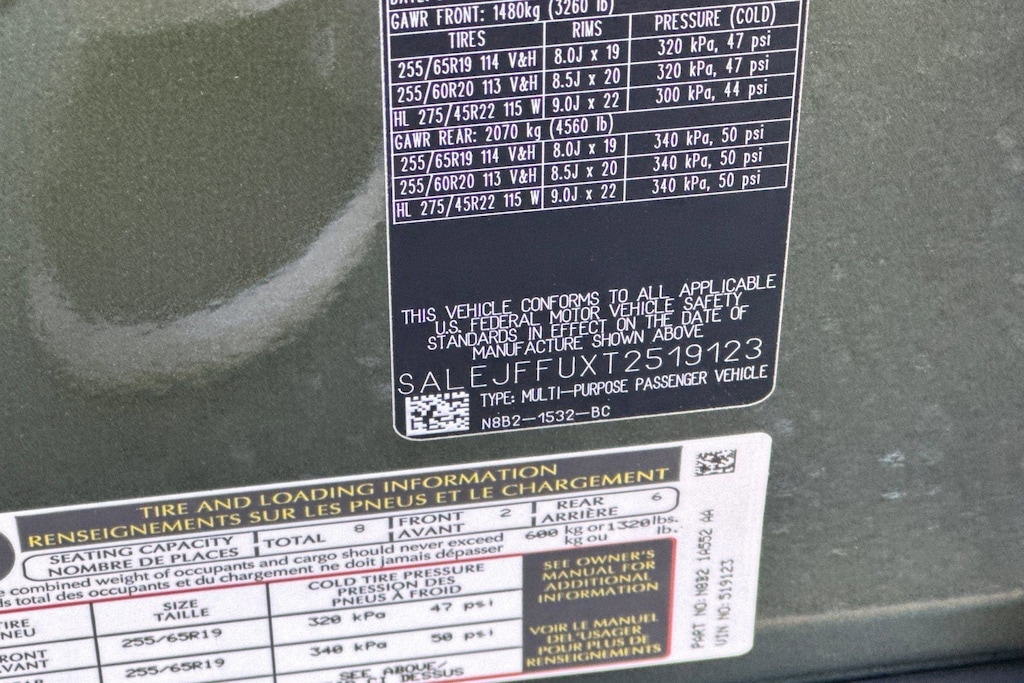 GAWR FRONT: 1480kg (3260 lb)
TIRES RIMS PRESSURE (COLD)
255/65R19 114 V&H 8.0J x 19 320 kPa, 47 psi
255/60R20 113 V&H 8.5J x 20 320 kPa, 47 psi
HL 275/45R22 115 W 9.0J x 22 300 kPa, 44 psi
GAWR REAR: 2070 kg (4560 lb)
255/65R19 114 V&H 8.0J x 19 340 kPa, 50 psi
255/60R20 113 V&H 8.5J x 20 340 kPa, 50 psi
HL 275/45R22 115 W 9.0J x 22 340 kPa, 50 psi
THIS VEHICLE CONFORMS TO ALL APPLICABLE
U.S. FEDERAL MOTOR VEHICLE SAFETY
STANDARDS IN EFFECT ON THE DATE OF
MANUFACTURE SHOWN ABOVE
SALEJFFUXT2519123
TYPE: MULTI-PURPOSE PASSENGER VEHICLE
N8B2-1532-BC
TIRE AND LOADING INFORMATION
RENSEIGNEMENTS SUR LES PNEUS ET LE CHARGEMENT
SEATING CAPACITY
NOMBRE DE PLACES
TOTAL 8
FRONT
AVANT
2
REAR
ARRIÈRE
6
combined weight of occupants and cargo should never exceed
total des occupants et du chargement ne doit jamais dépasser
600 kg or 1320 lbs.
kg ou lb.
SIZE
TAILLE
COLD TIRE PRESSURE
PRESSION DES
PNEUS À FROID
255/65R19 320 kPa 47 psi
255/65R19 340 kPa 50 psi
SEE ABOVE/
DESSUS
SEE OWNER'S
MANUAL FOR
ADDITIONAL
INFORMATION
VOIR LE MANUEL
DEL'USAGER
POUR PLUS DE
RENSEIGNEMENTS
PART NO:N8B2 1A552 AA
VIN NO:519123